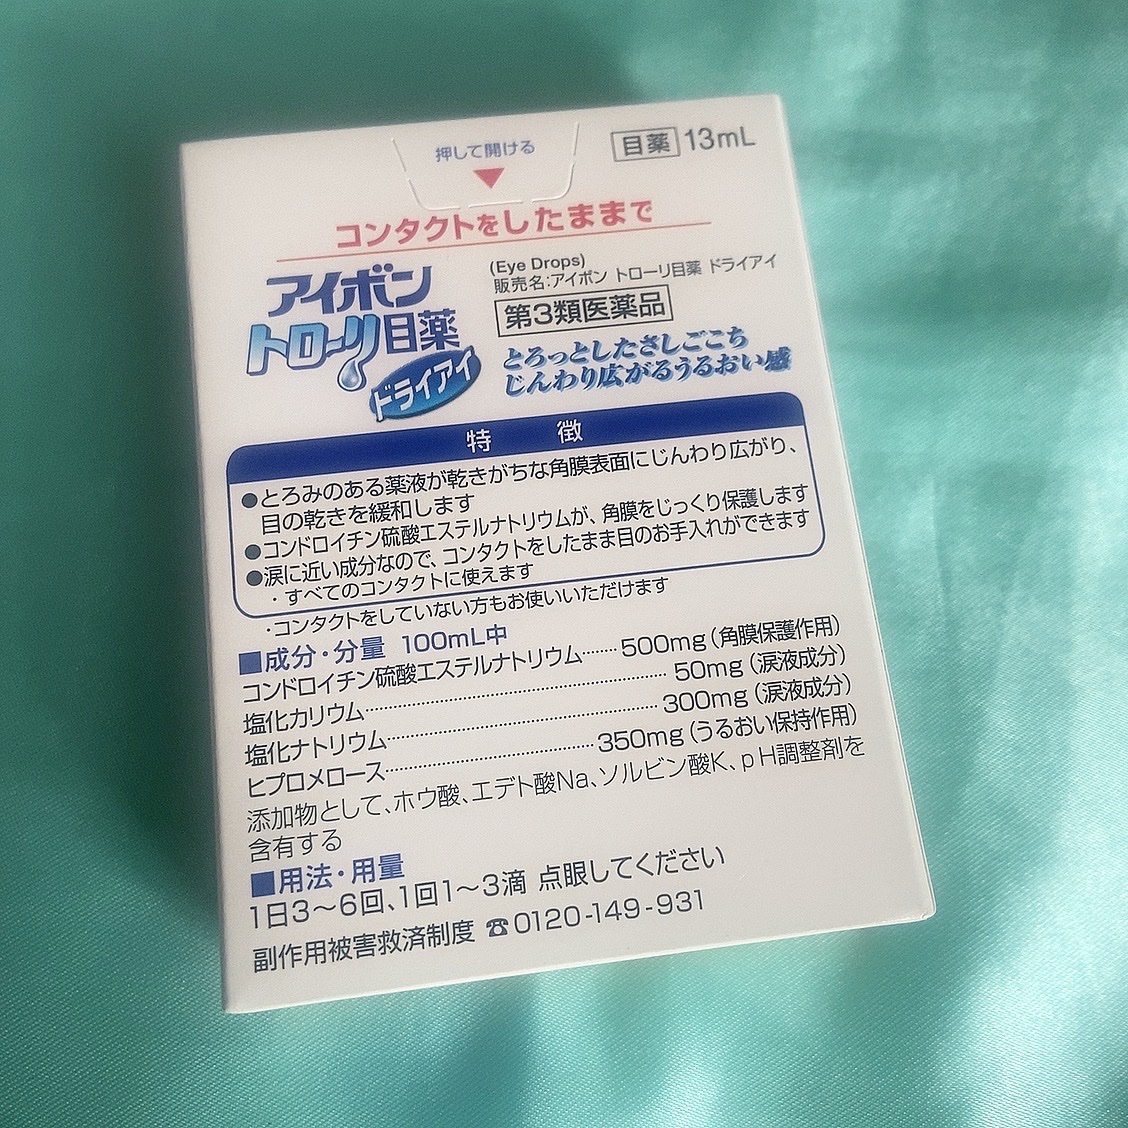 押して開ける
目薬 13mL
コンタクトをしたままで
アイボン
トローリ目薬
ドライアイ
(Eye Drops)
販売名:アイボン トローリ目薬 ドライアイ
第3類医薬品
とろっとしたさしごこち
じんわり広がるうるおい感
特 徴
●とろみのある薬液が乾きがちな角膜表面にじんわり広がり、
目の乾きを緩和します
●コンドロイチン硫酸エステルナトリウムが、角膜をじっくり保護します
●涙に近い成分なので、コンタクトをしたまま目のお手入れができます
・すべてのコンタクトに使えます
・コンタクトをしていない方もお使いいただけます
■成分・分量 100mL中
コンドロイチン硫酸エステルナトリウム……500mg(角膜保護作用)
塩化カリウム……50mg(涙液成分)
塩化ナトリウム……300mg(涙液成分)
ヒプロメロース……350mg(うるおい保持作用)
添加物として、ホウ酸、エデト酸Na、ソルビン酸K、pH調整剤を
含有する
■用法・用量
1日3~6回、1回1~3滴 点眼してください
副作用被害救済制度 ☎0120-149-931